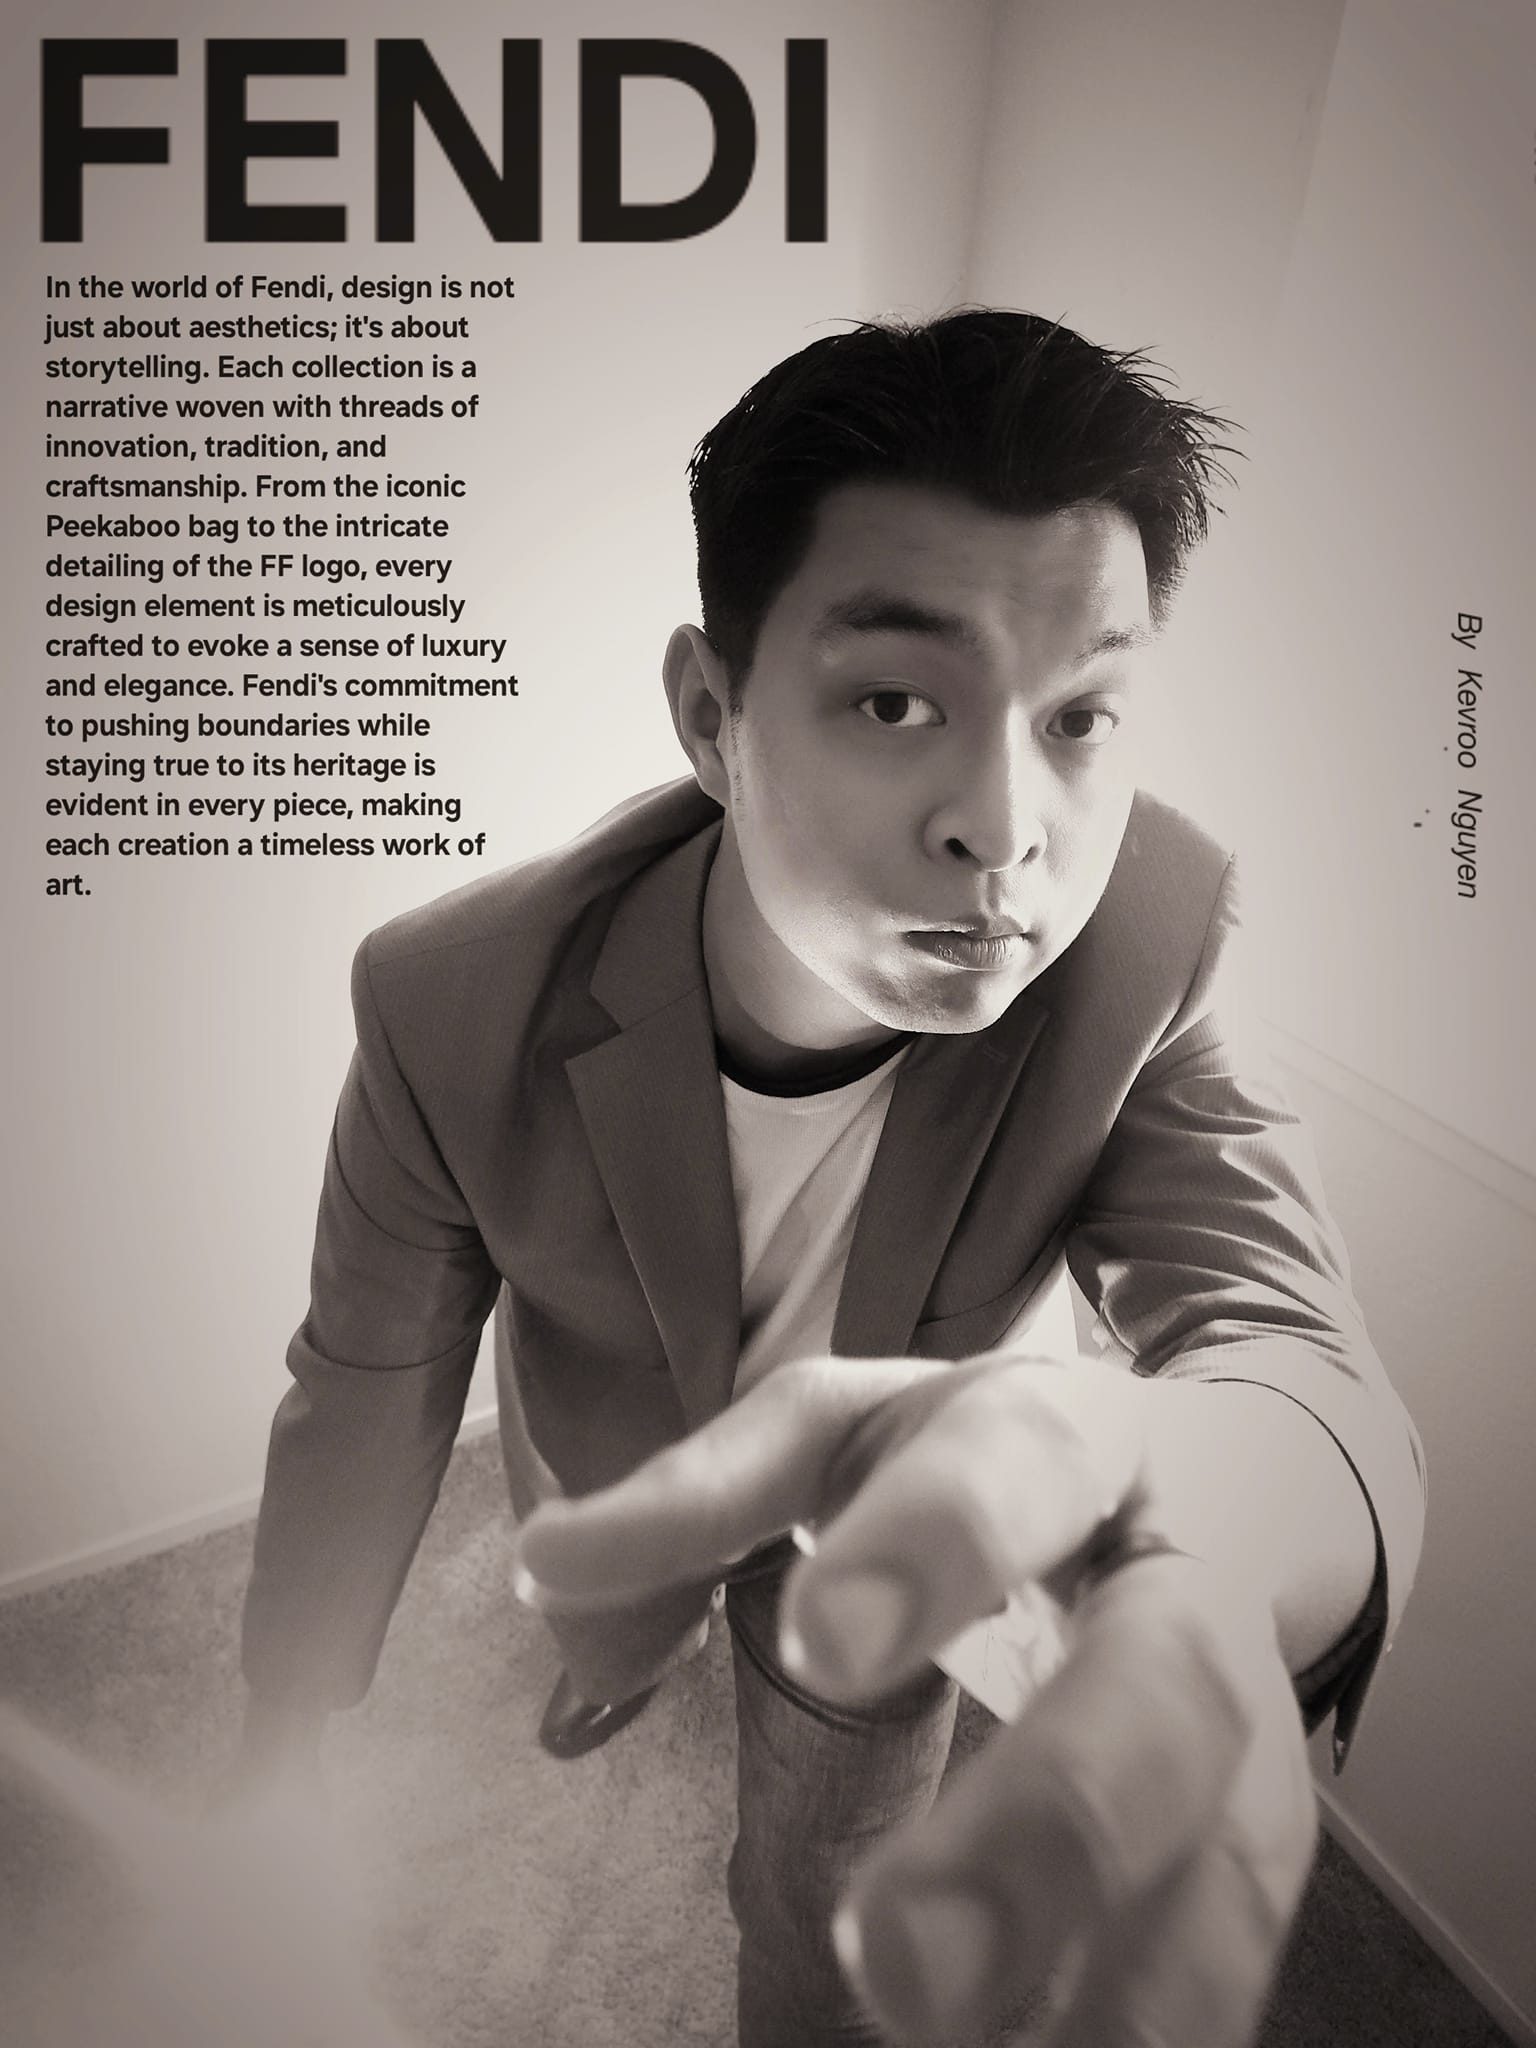 FENDI
In the world of Fendi, design is not
just about aesthetics; it's about
storytelling. Each collection is a
narrative woven with threads of
innovation, tradition, and
craftsmanship. From the iconic
Peekaboo bag to the intricate
detailing of the FF logo, every
design element is meticulously
crafted to evoke a sense of luxury
and elegance. Fendi's commitment
to pushing boundaries while
staying true to its heritage is
evident in every piece, making
each creation a timeless work of
art.
By Kevroo Nguyen